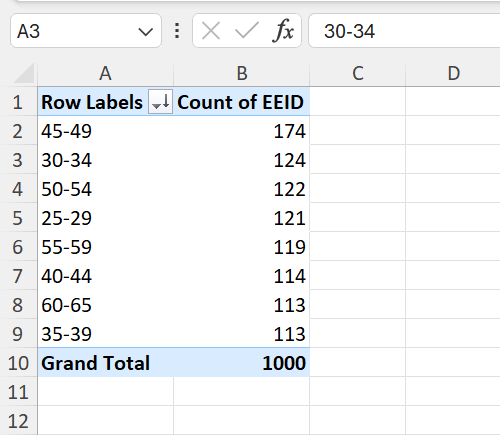 A3 fx 30-34
A B C D
1 Row Labels Count of EEID
2 45-49 174
3 30-34 124
4 50-54 122
5 25-29 121
6 55-59 119
7 40-44 114
8 60-65 113
9 35-39 113
10 Grand Total 1000
11
12